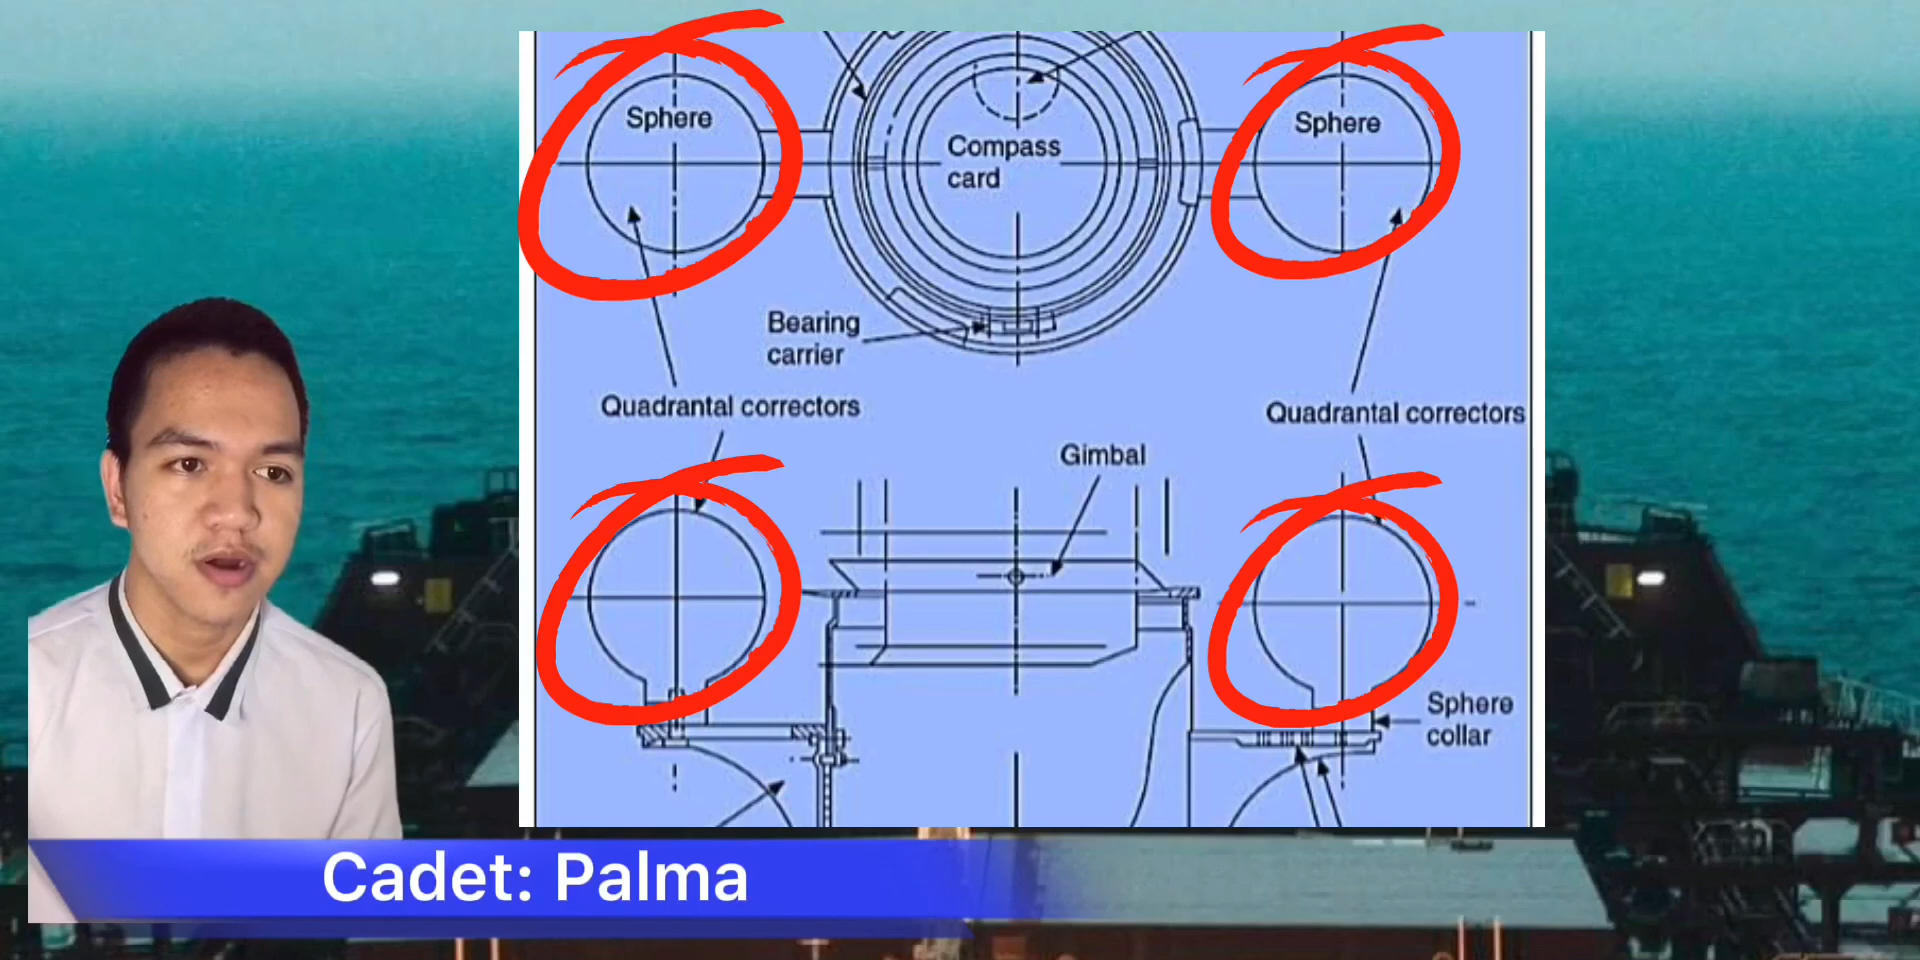 Sphere
Sphere
Compass
card
Bearing
carrier
Quadrantal correctors
Quadrantal correctors
Gimbal
Sphere
collar
Cadet: Palma